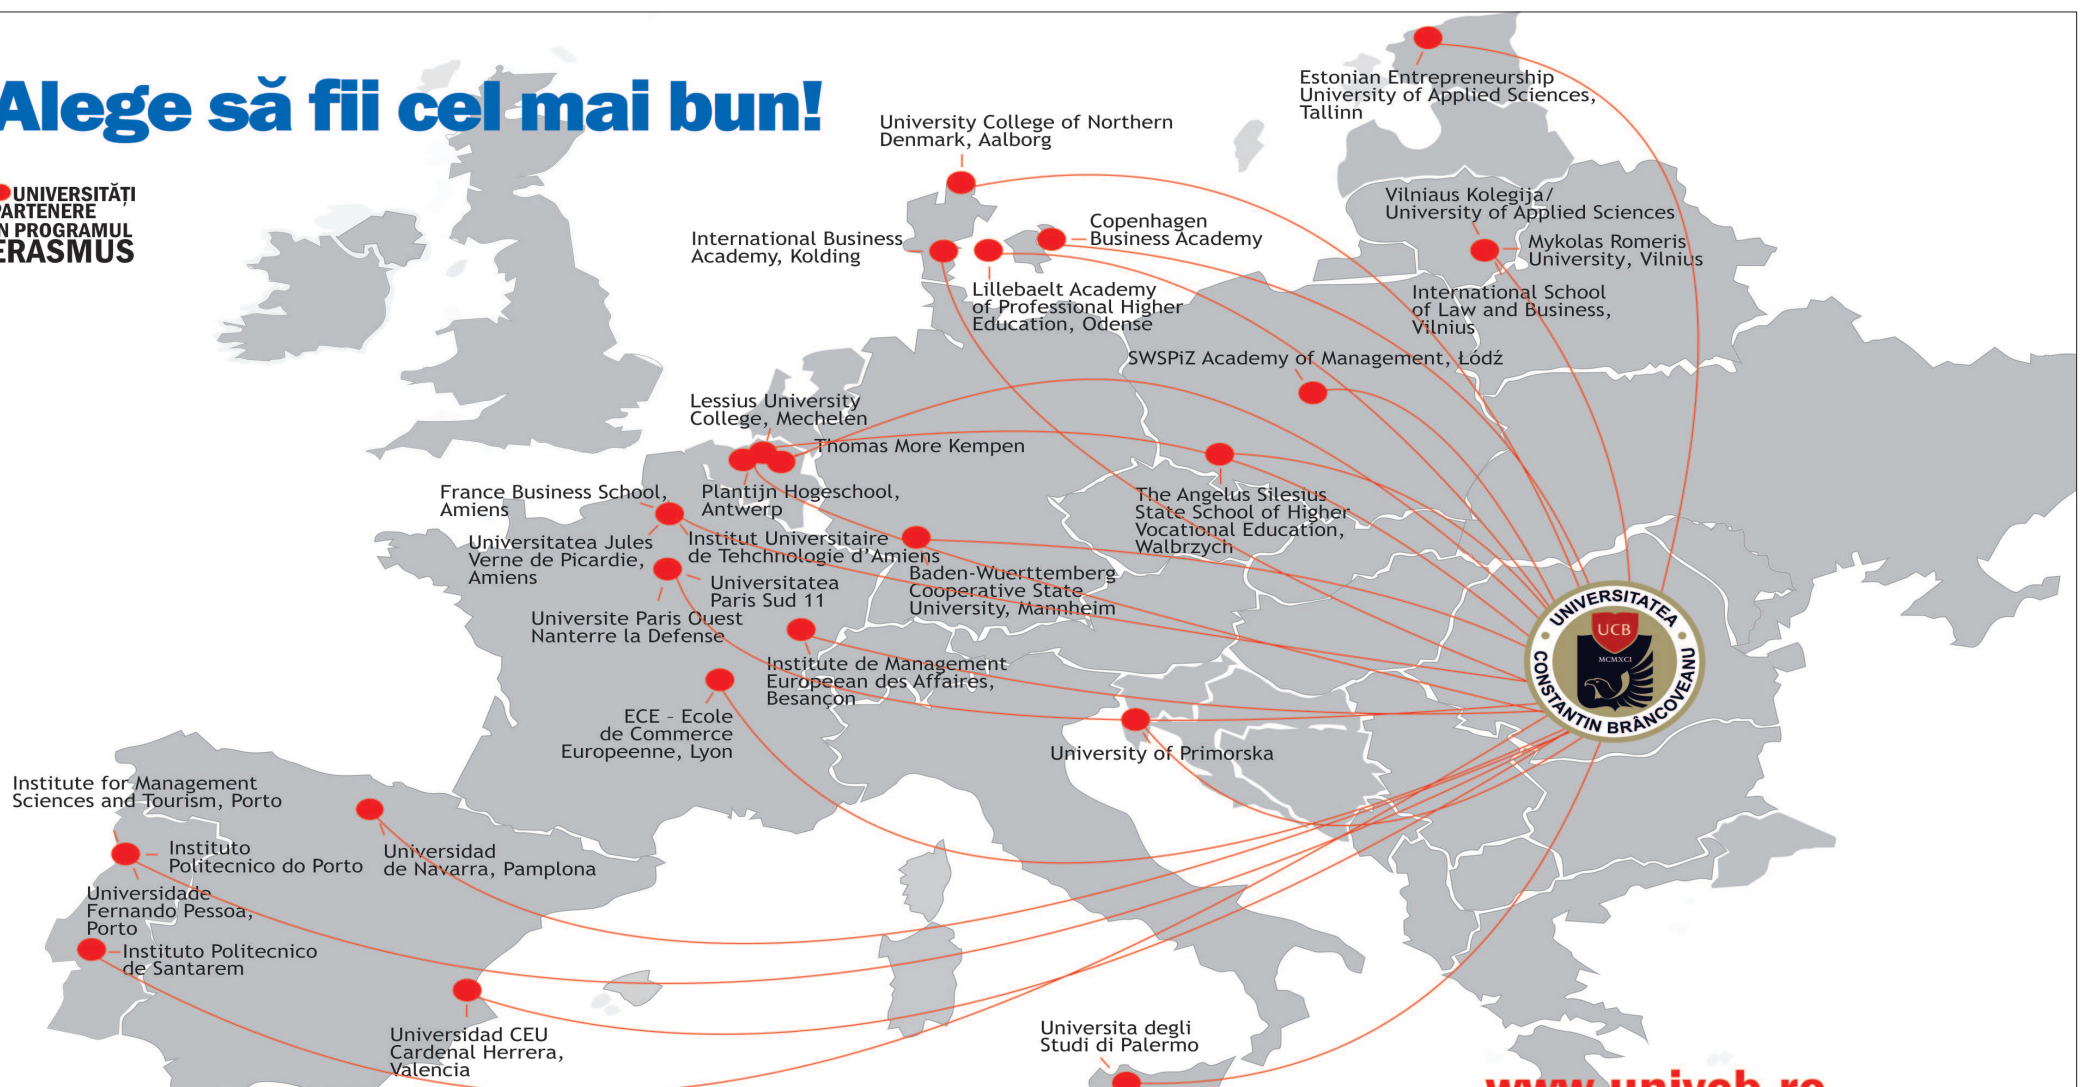 Alege să fii cel mai bun!
UNIVERSITĂȚI
PARTENERE
ÎN PROGRAMUL
ERASMUS
Estonian Entrepreneurship
University of Applied Sciences,
Tallinn
University College of Northern
Denmark, Aalborg
Vilniaus Kolegija/
University of Applied Sciences
Mykolas Romeris
University, Vilnius
International School
of Law and Business,
Vilnius
International Business
Academy, Kolding
Copenhagen
Business Academy
Lillebaelt Academy
of Professional Higher
Education, Odense
SWSPiZ Academy of Management, Łódź
Lessius University
College, Mechelen
Thomas More Kempen
Plantijn Hogeschool,
Antwerp
France Business School,
Amiens
The Angelus Silesius
State School of Higher
Vocational Education,
Walbrzych
Universitatea Jules
Verne de Picardie,
Amiens
Institut Universitaire
de Tehchnologie d'Amiens
Baden-Wuerttemberg
Cooperative State
University, Mannheim
Universitatea
Paris Sud 11
Universite Paris Ouest
Nanterre la Defense
Institute de Management
Europeean des Affaires,
Besançon
ECE - Ecole
de Commerce
Europeenne, Lyon
University of Primorska
UNIVERSITATEA
CONSTANTIN BRÂNCOVEANU
UCB
MCMXCI
Institute for Management
Sciences and Tourism, Porto
Instituto
Politecnico do Porto
Universidad
de Navarra, Pamplona
Universidade
Fernando Pessoa,
Porto
Instituto Politecnico
de Santarem
Universidad CEU
Cardenal Herrera,
Valencia
Universita degli
Studi di Palermo
www.univcb.ro